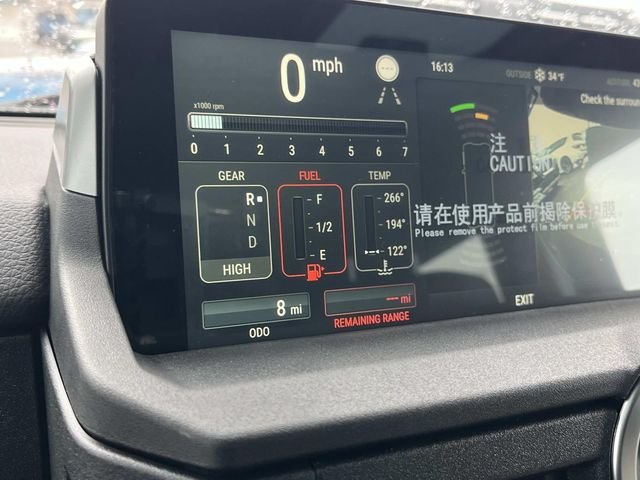 0 mph
16:13
OUTSIDE 34°F
ALTITUDE
Check the
x1000 rpm
0 1 2 3 4 5 6 7
注
CAUTION
GEAR
R
N
D
HIGH
FUEL
F
1/2
E
TEMP
266°
194°
122°
请在使用产品前揭除保护膜
Please remove the protect film before use
8 mi
ODO
--- mi
REMAINING RANGE
EXIT